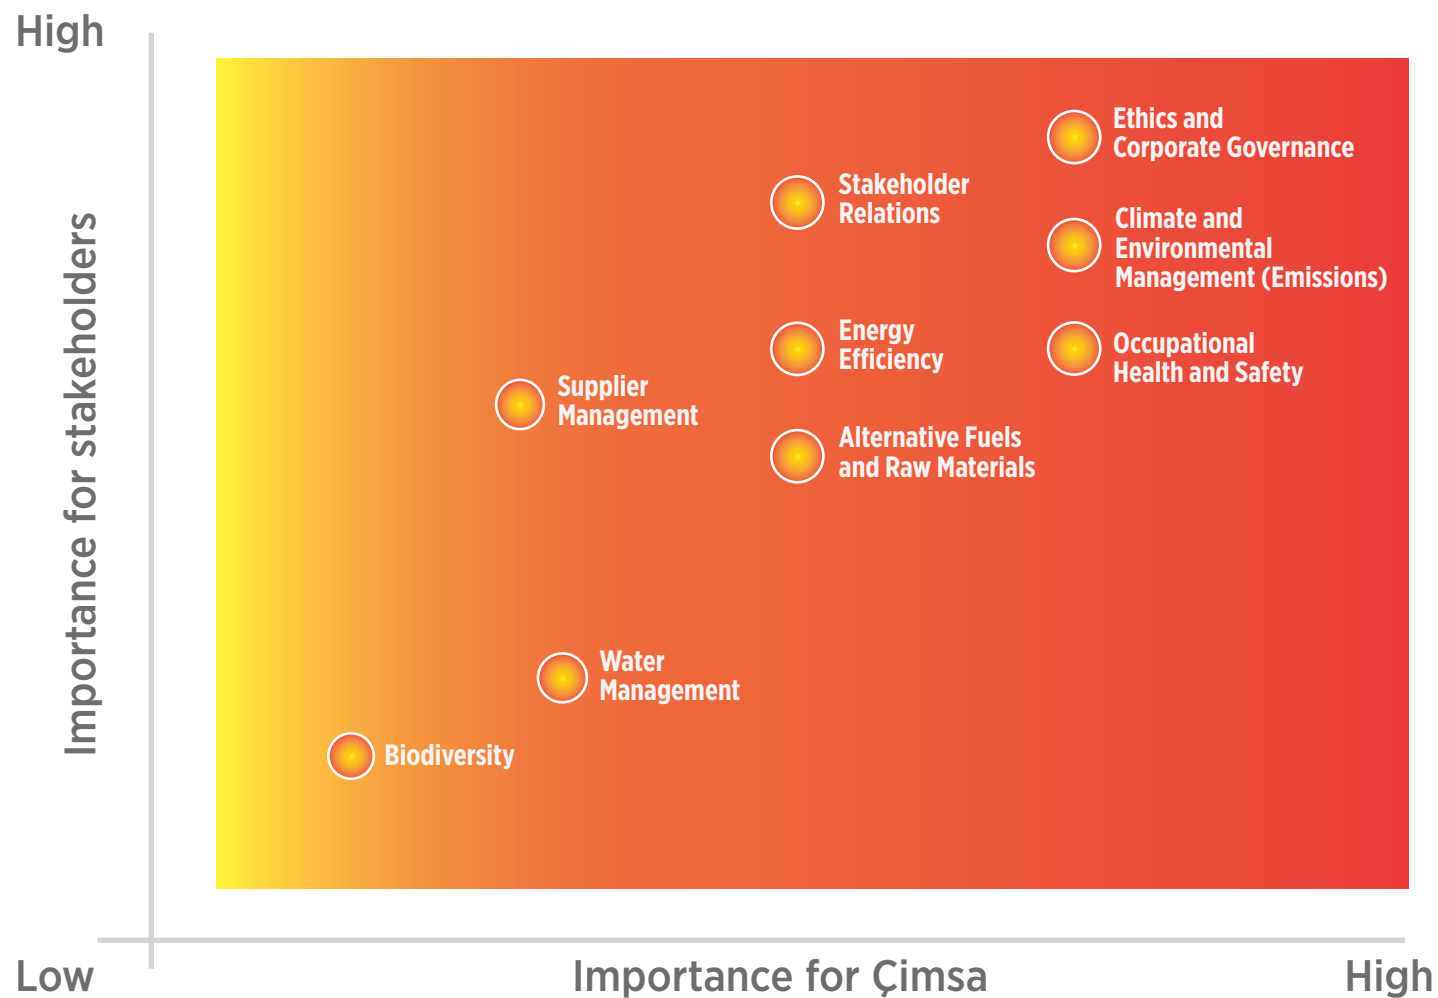 High
Importance for stakeholders
Ethics and
Corporate Governance
Stakeholder
Relations
Climate and
Environmental
Management (Emissions)
Energy
Efficiency
Occupational
Health and Safety
Supplier
Management
Alternative Fuels
and Raw Materials
Water
Management
Biodiversity
Low
Importance for Çimsa
High